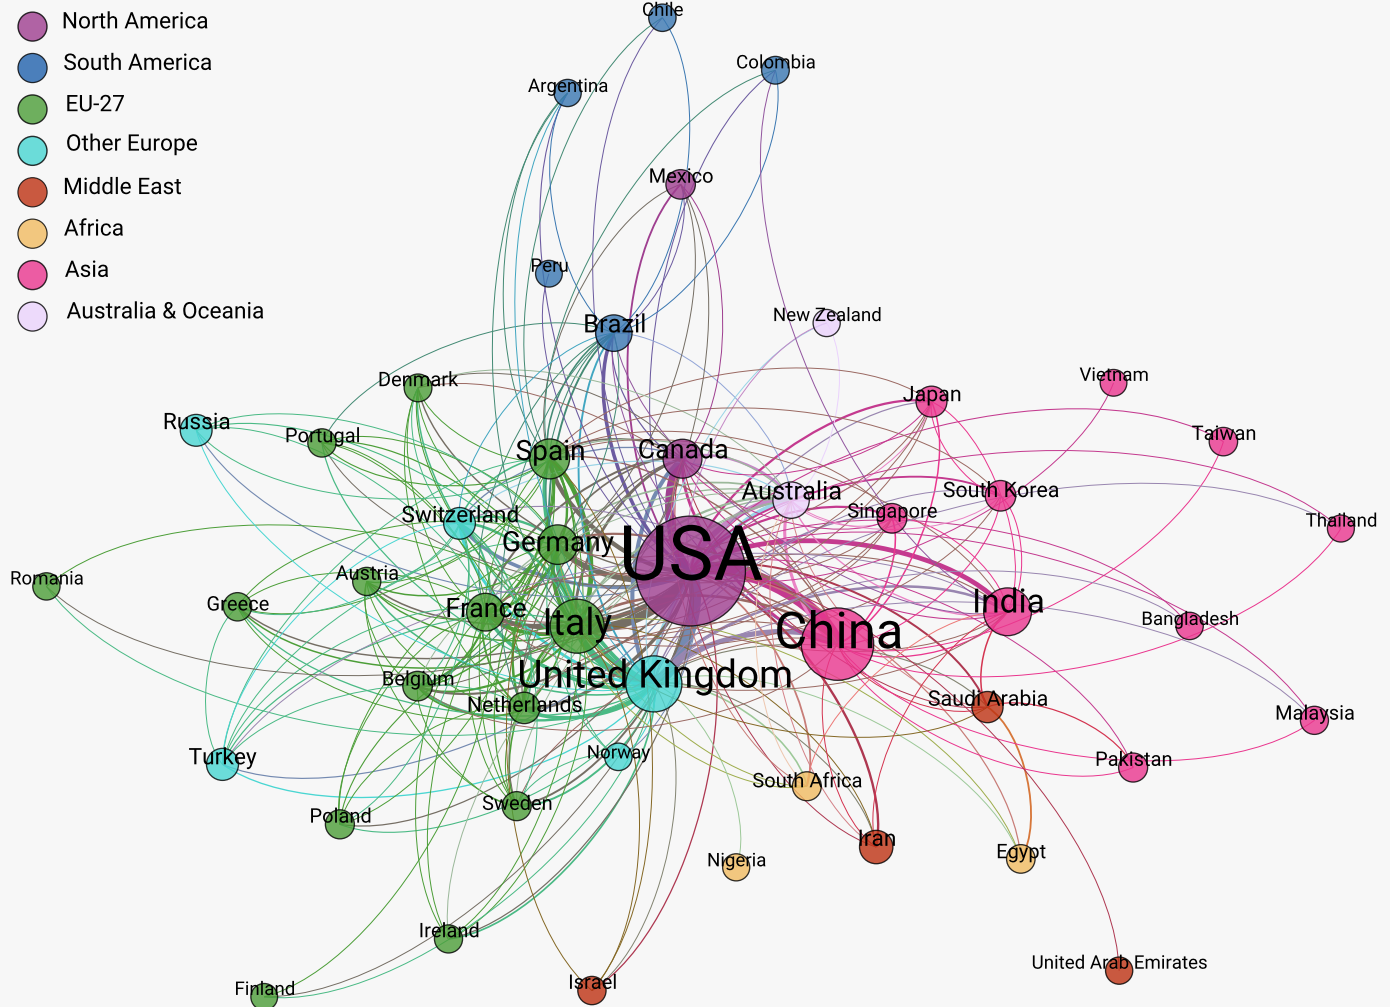 North America
South America
EU-27
Other Europe
Middle East
Africa
Asia
Australia & Oceania
Chile
Colombia
Argentina
Mexico
Peru
New Zealand
Brazil
Denmark
Vietnam
Japan
Russia
Portugal
Taiwan
Spain
Canada
Australia
South Korea
Singapore
Switzerland
Thailand
Germany
USA
Romania
Austria
Greece
France
Italy
India
China
Bangladesh
Belgium
United Kingdom
Netherlands
Saudi Arabia
Malaysia
Turkey
Norway
Pakistan
South Africa
Sweden
Poland
Iran
Egypt
Nigeria
Ireland
United Arab Emirates
Israel
Finland